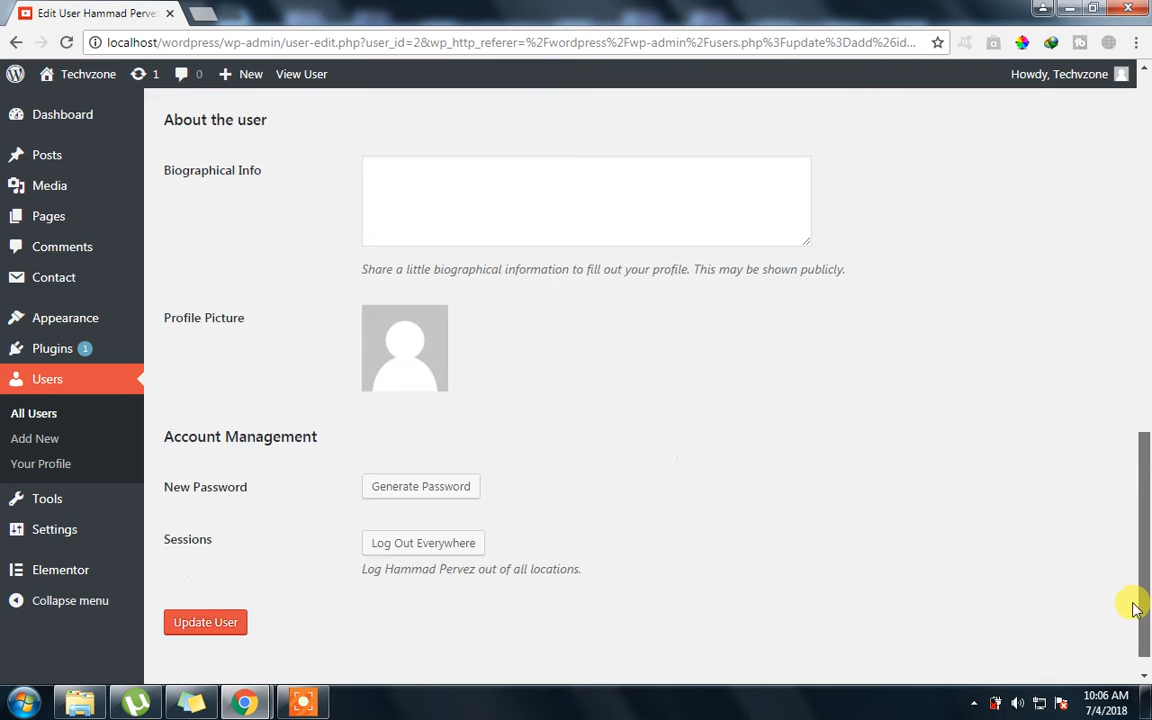 Edit User Hammad Perve
localhost/wordpress/wp-admin/user-edit.php?user_id=2&wp_http_referer=%2Fwordpress%2Fwp-admin%2Fusers.php%3Fupdate%3Dadd%26id...
Techvzone 1 0 New View User Howdy, Techvzone
Dashboard
Posts
Media
Pages
Comments
Contact
Appearance
Plugins 1
Users
All Users
Add New
Your Profile
Tools
Settings
Elementor
Collapse menu
About the user
Biographical Info
Share a little biographical information to fill out your profile. This may be shown publicly.
Profile Picture
Account Management
New Password Generate Password
Sessions Log Out Everywhere
Log Hammad Pervez out of all locations.
Update User
10:06 AM
7/4/2018